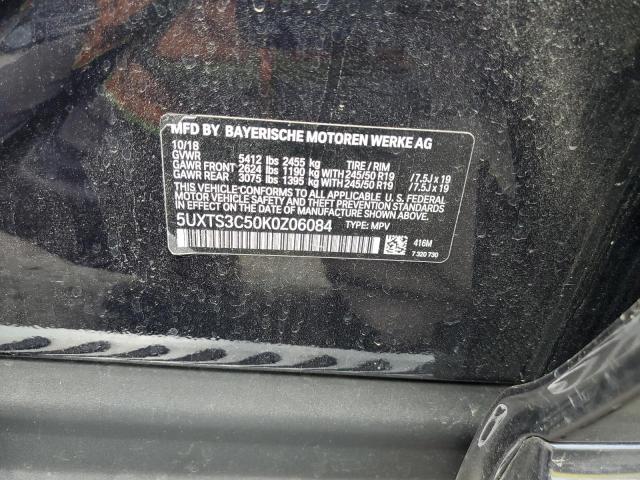 MFD BY BAYERISCHE MOTOREN WERKE AG
10/18
GVWR 5412 lbs 2455 kg TIRE / RIM
GAWR FRONT 2624 lbs 1190 kg WITH 245/50 R19 /7.5J x 19
GAWR REAR 3075 lbs 1395 kg WITH 245/50 R19 /7.5J x 19
THIS VEHICLE CONFORMS TO ALL APPLICABLE U. S. FEDERAL
MOTOR VEHICLE SAFETY, BUMPER, AND THEFT PREVENTION STANDARDS
IN EFFECT ON THE DATE OF MANUFACTURE SHOWN ABOVE.
5UXTS3C50K0Z06084 TYPE: MPV
416M
7 320 730